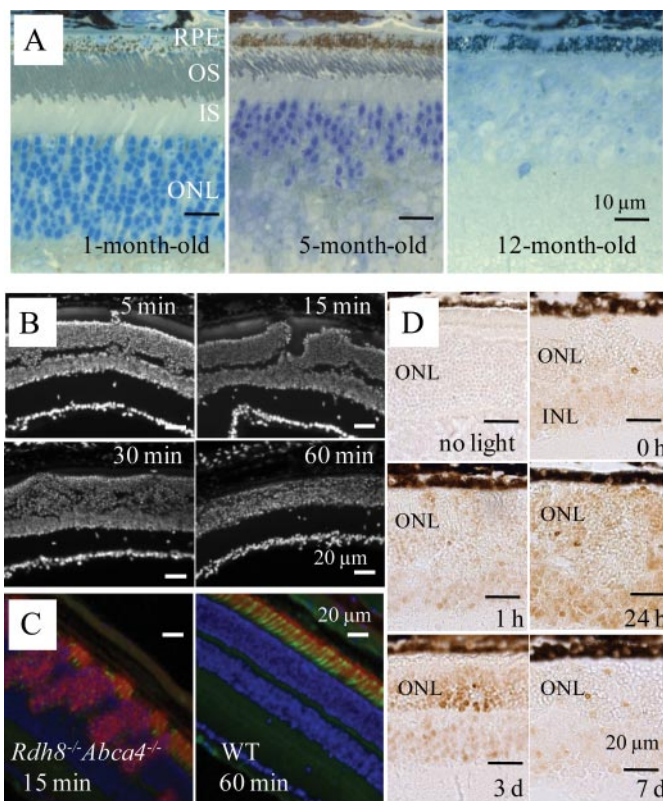 A
RPE
OS
IS
ONL
1-month-old
5-month-old
10 µm
12-month-old
B
5 min
15 min
30 min
60 min
20 µm
C
Rdh8-/-Abca4-/-
15 min
20 µm
WT
60 min
D
ONL
no light
ONL
INL
0 h
ONL
1 h
ONL
24 h
ONL
3 d
ONL
20 µm
7 d